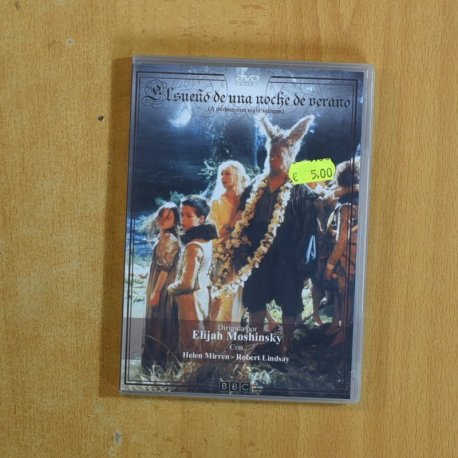 DVD
El sueño de una noche de verano
(A midsummer night's dream)
€ 5,00
Dirigida por
Elijah Moshinsky
Con
Helen Mirren - Robert Lindsay
BBC